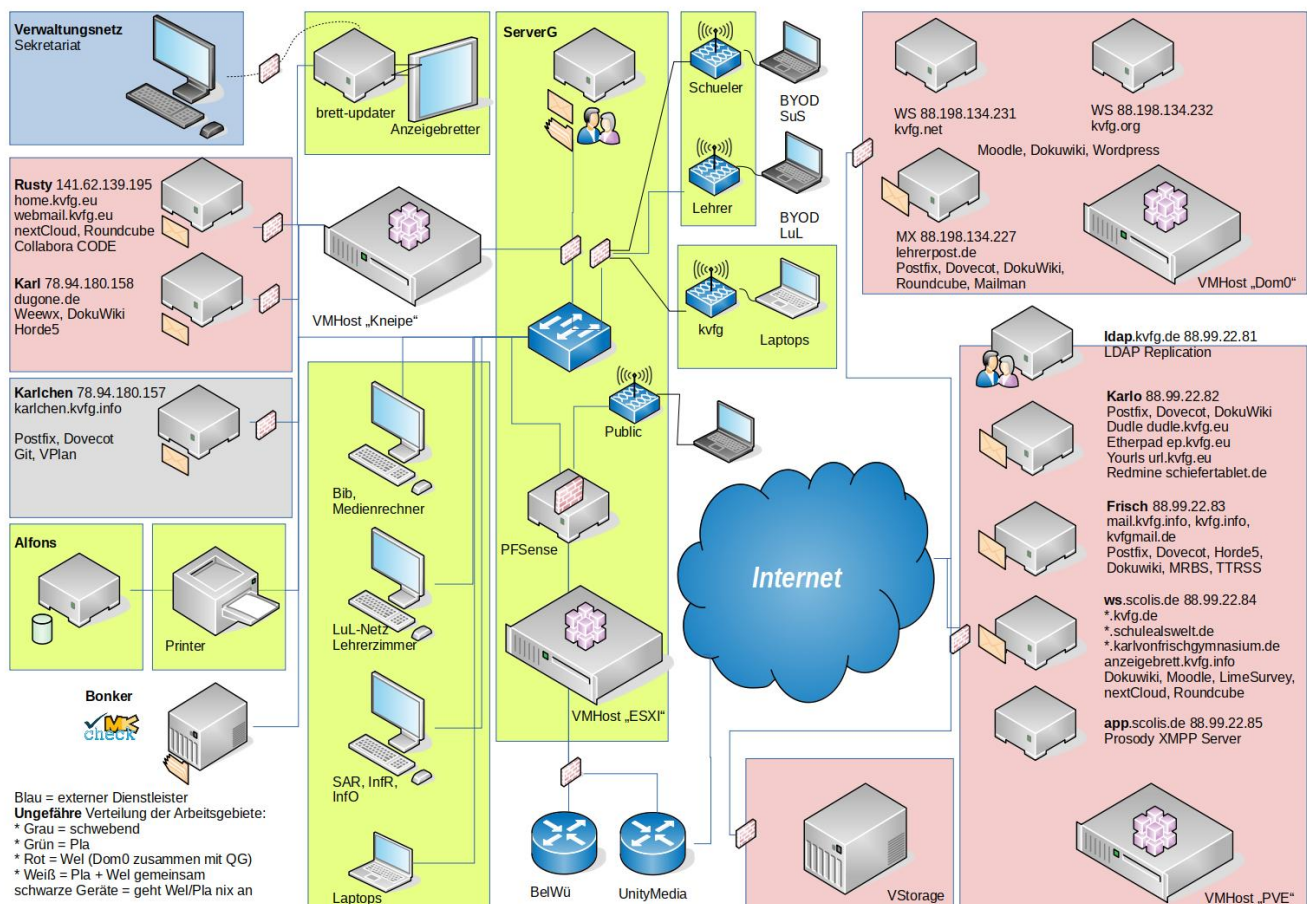 Verwaltungsnetz
Sekretariat
brett-updater
Anzeigebretter
ServerG
Schueler
BYOD
SuS
Lehrer
BYOD
LuL
kvfg
Laptops
Public
WS 88.198.134.231
kvfg.net
WS 88.198.134.232
kvfg.org
Moodle, Dokuwiki, Wordpress
MX 88.198.134.227
lehrerpost.de
Postfix, Dovecot, DokuWiki,
Roundcube, Mailman
VMHost „Dom0“
Rusty 141.62.139.195
home.kvfg.eu
webmail.kvfg.eu
nextCloud, Roundcube
Collabora CODE
Karl 78.94.180.158
dugone.de
Weewx, DokuWiki
Horde5
VMHost „Kneipe“
Karlchen 78.94.180.157
karlchen.kvfg.info
Postfix, Dovecot
Git, VPlan
Alfons
Printer
Bonker
MK
check
Bib,
Medienrechner
LuL-Netz
Lehrerzimmer
SAR, InfR,
InfO
Laptops
PFSense
VMHost „ESXI“
BelWü
UnityMedia
Internet
ldap.kvfg.de 88.99.22.81
LDAP Replication
Karlo 88.99.22.82
Postfix, Dovecot, DokuWiki
Dudle dudle.kvfg.eu
Etherpad ep.kvfg.eu
Yourls url.kvfg.eu
Redmine schiefertablet.de
Frisch 88.99.22.83
mail.kvfg.info, kvfg.info,
kvfgmail.de
Postfix, Dovecot, Horde5,
Dokuwiki, MRBS, TTRSS
ws.scolis.de 88.99.22.84
*.kvfg.de
*.schulealswelt.de
*.karlvonfrischgymnasium.de
anzeigebrett.kvfg.info
Dokuwiki, Moodle, LimeSurvey,
nextCloud, Roundcube
app.scolis.de 88.99.22.85
Prosody XMPP Server
VStorage
VMHost „PVE“
Blau = externer Dienstleister
Ungefähre Verteilung der Arbeitsgebiete:
* Grau = schwebend
* Grün = Pla
* Rot = Wel (Dom0 zusammen mit QG)
* Weiß = Pla + Wel gemeinsam
schwarze Geräte = geht Wel/Pla nix an